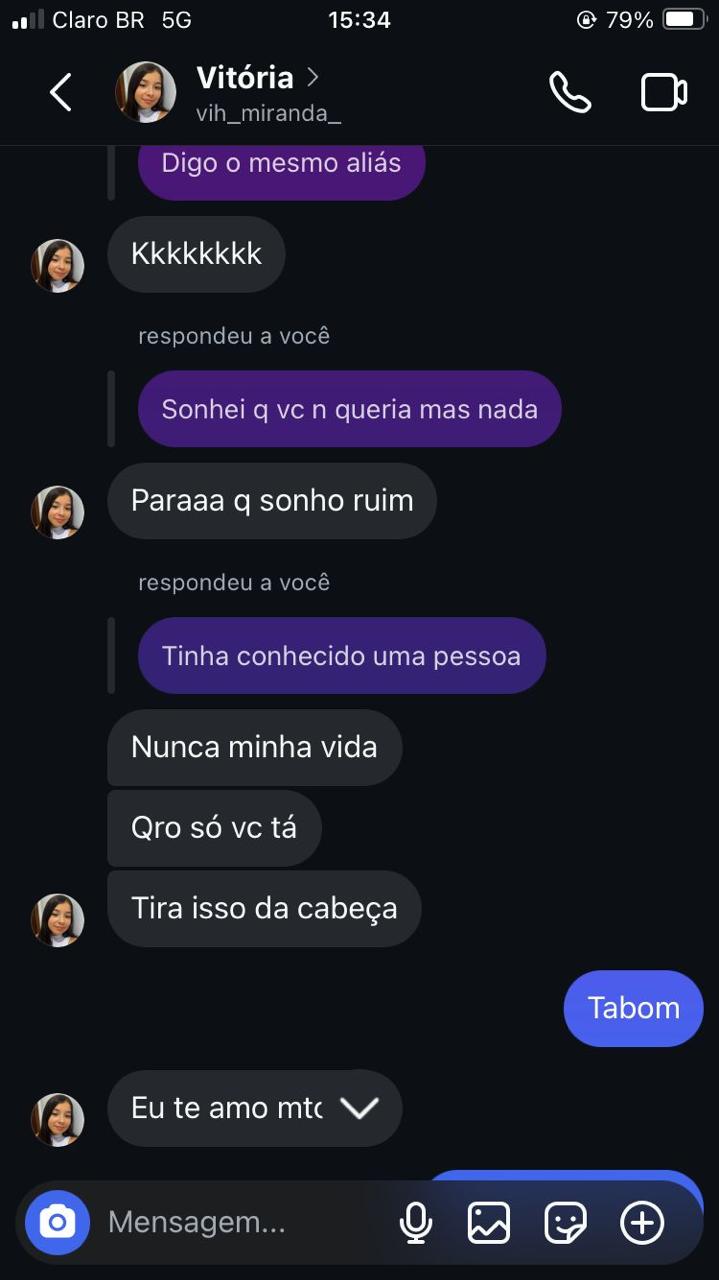 Claro BR 5G 15:34 79%
Vitória
vih_miranda_
Digo o mesmo aliás
Kkkkkkkk
respondeu a você
Sonhei q vc n queria mas nada
Paraaa q sonho ruim
respondeu a você
Tinha conhecido uma pessoa
Nunca minha vida
Qro só vc tá
Tira isso da cabeça
Tabom
Eu te amo mto
Mensagem...